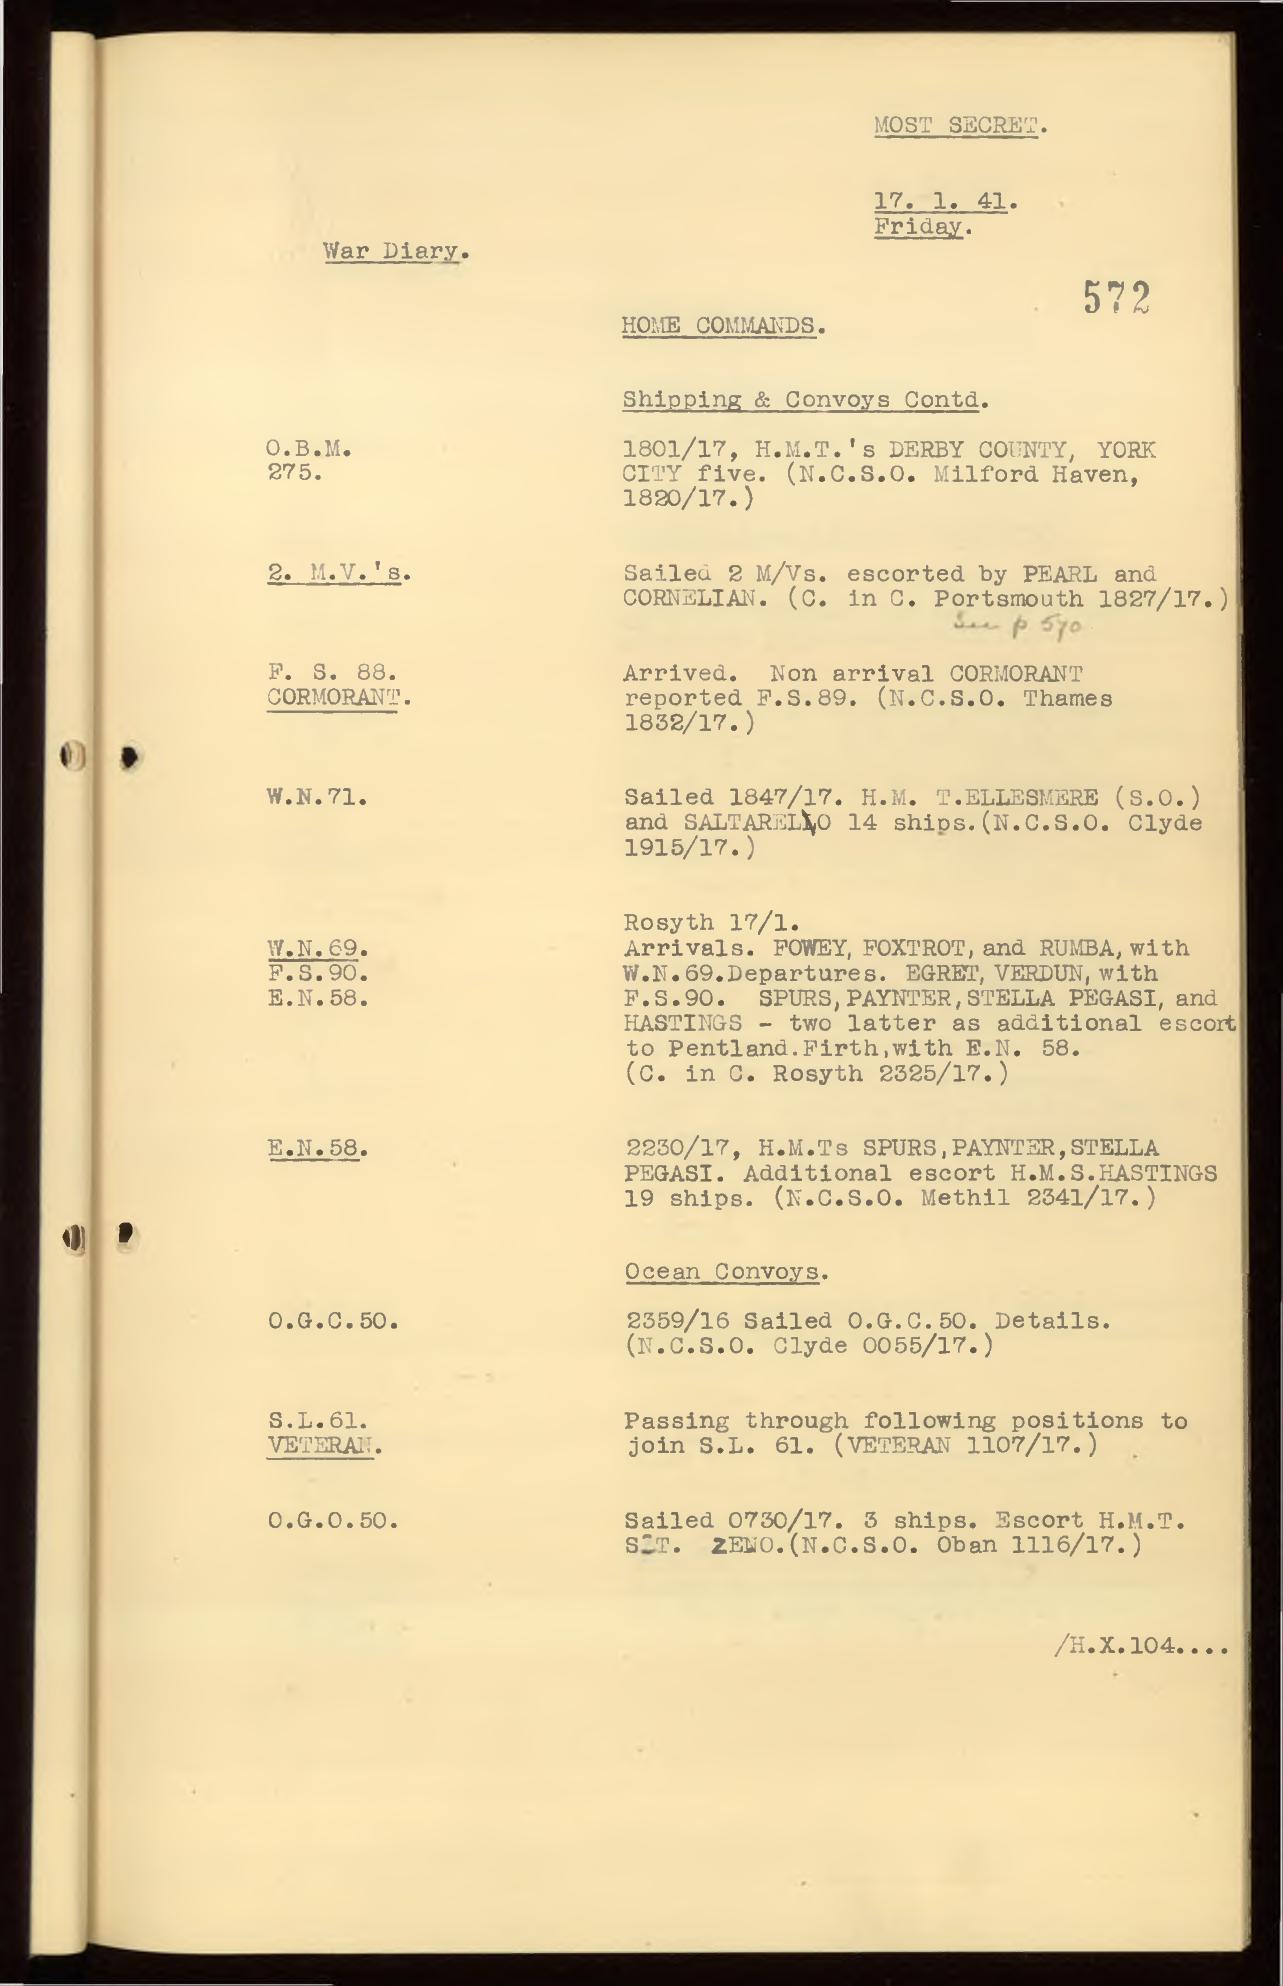 MOST SECRET.
17. 1. 41.
Friday.
War Diary.
572
HOME COMMANDS.
Shipping & Convoys Contd.
O.B.M. 1801/17, H.M.T.'s DERBY COUNTY, YORK
275. CITY five. (N.C.S.O. Milford Haven,
1820/17.)
2. M.V.'s. Sailed 2 M/Vs. escorted by PEARL and
CORNELIAN. (C. in C. Portsmouth 1827/17.)
See p 570
F. S. 88. Arrived. Non arrival CORMORANT
CORMORANT. reported F.S.89. (N.C.S.O. Thames
1832/17.)
W.N.71. Sailed 1847/17. H.M. T.ELLESMERE (S.O.)
and SALTARELLO 14 ships.(N.C.S.O. Clyde
1915/17.)
Rosyth 17/1.
W.N.69. Arrivals. FOWEY, FOXTROT, and RUMBA, with
F.S.90. W.N.69.Departures. EGRET, VERDUN, with
E.N.58. F.S.90. SPURS,PAYNTER,STELLA PEGASI, and
HASTINGS - two latter as additional escort
to Pentland.Firth,with E.N. 58.
(C. in C. Rosyth 2325/17.)
E.N.58. 2230/17, H.M.Ts SPURS,PAYNTER,STELLA
PEGASI. Additional escort H.M.S.HASTINGS
19 ships. (N.C.S.O. Methil 2341/17.)
Ocean Convoys.
O.G.C.50. 2359/16 Sailed O.G.C.50. Details.
(N.C.S.O. Clyde 0055/17.)
S.L.61. Passing through following positions to
VETERAN. join S.L. 61. (VETERAN 1107/17.)
O.G.O.50. Sailed 0730/17. 3 ships. Escort H.M.T.
ZENO.(N.C.S.O. Oban 1116/17.)
/H.X.104....